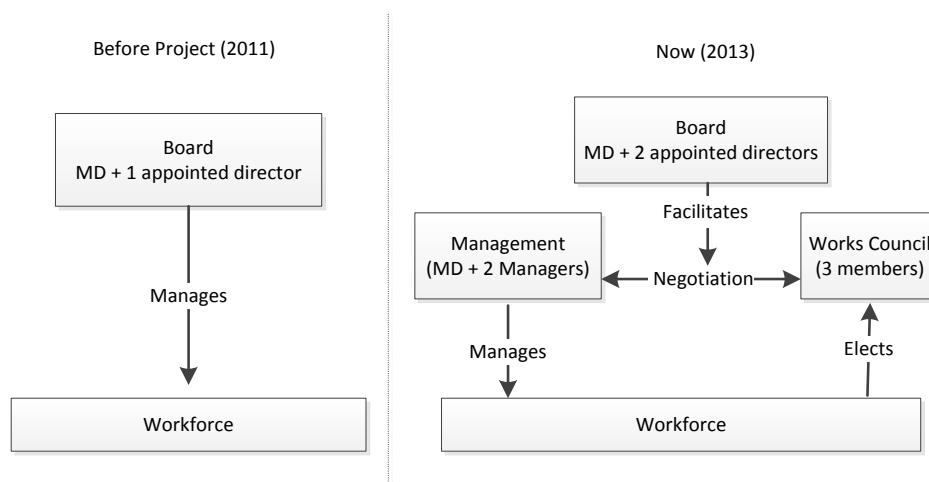 Before Project (2011)
Board
MD + 1 appointed director
Manages
Workforce
Now (2013)
Board
MD + 2 appointed directors
Facilitates
Management
(MD + 2 Managers)
Negotiation
Works Council
(3 members)
Manages
Elects
Workforce